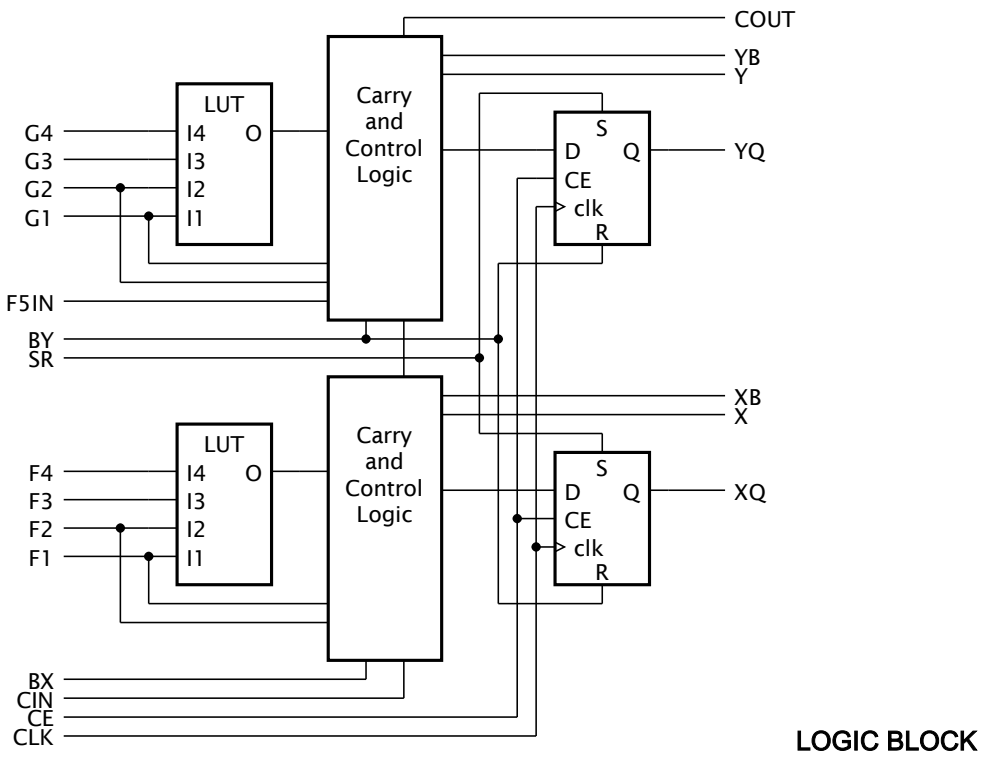 COUT
YB
Y
Carry
and
Control
Logic
LUT
G4
I4
O
G3
I3
G2
I2
G1
I1
S
D
Q
YQ
CE
clk
R
F5IN
BY
SR
XB
X
Carry
and
Control
Logic
LUT
F4
I4
O
F3
I3
F2
I2
F1
I1
S
D
Q
XQ
CE
clk
R
BX
CIN
CE
CLK
LOGIC BLOCK